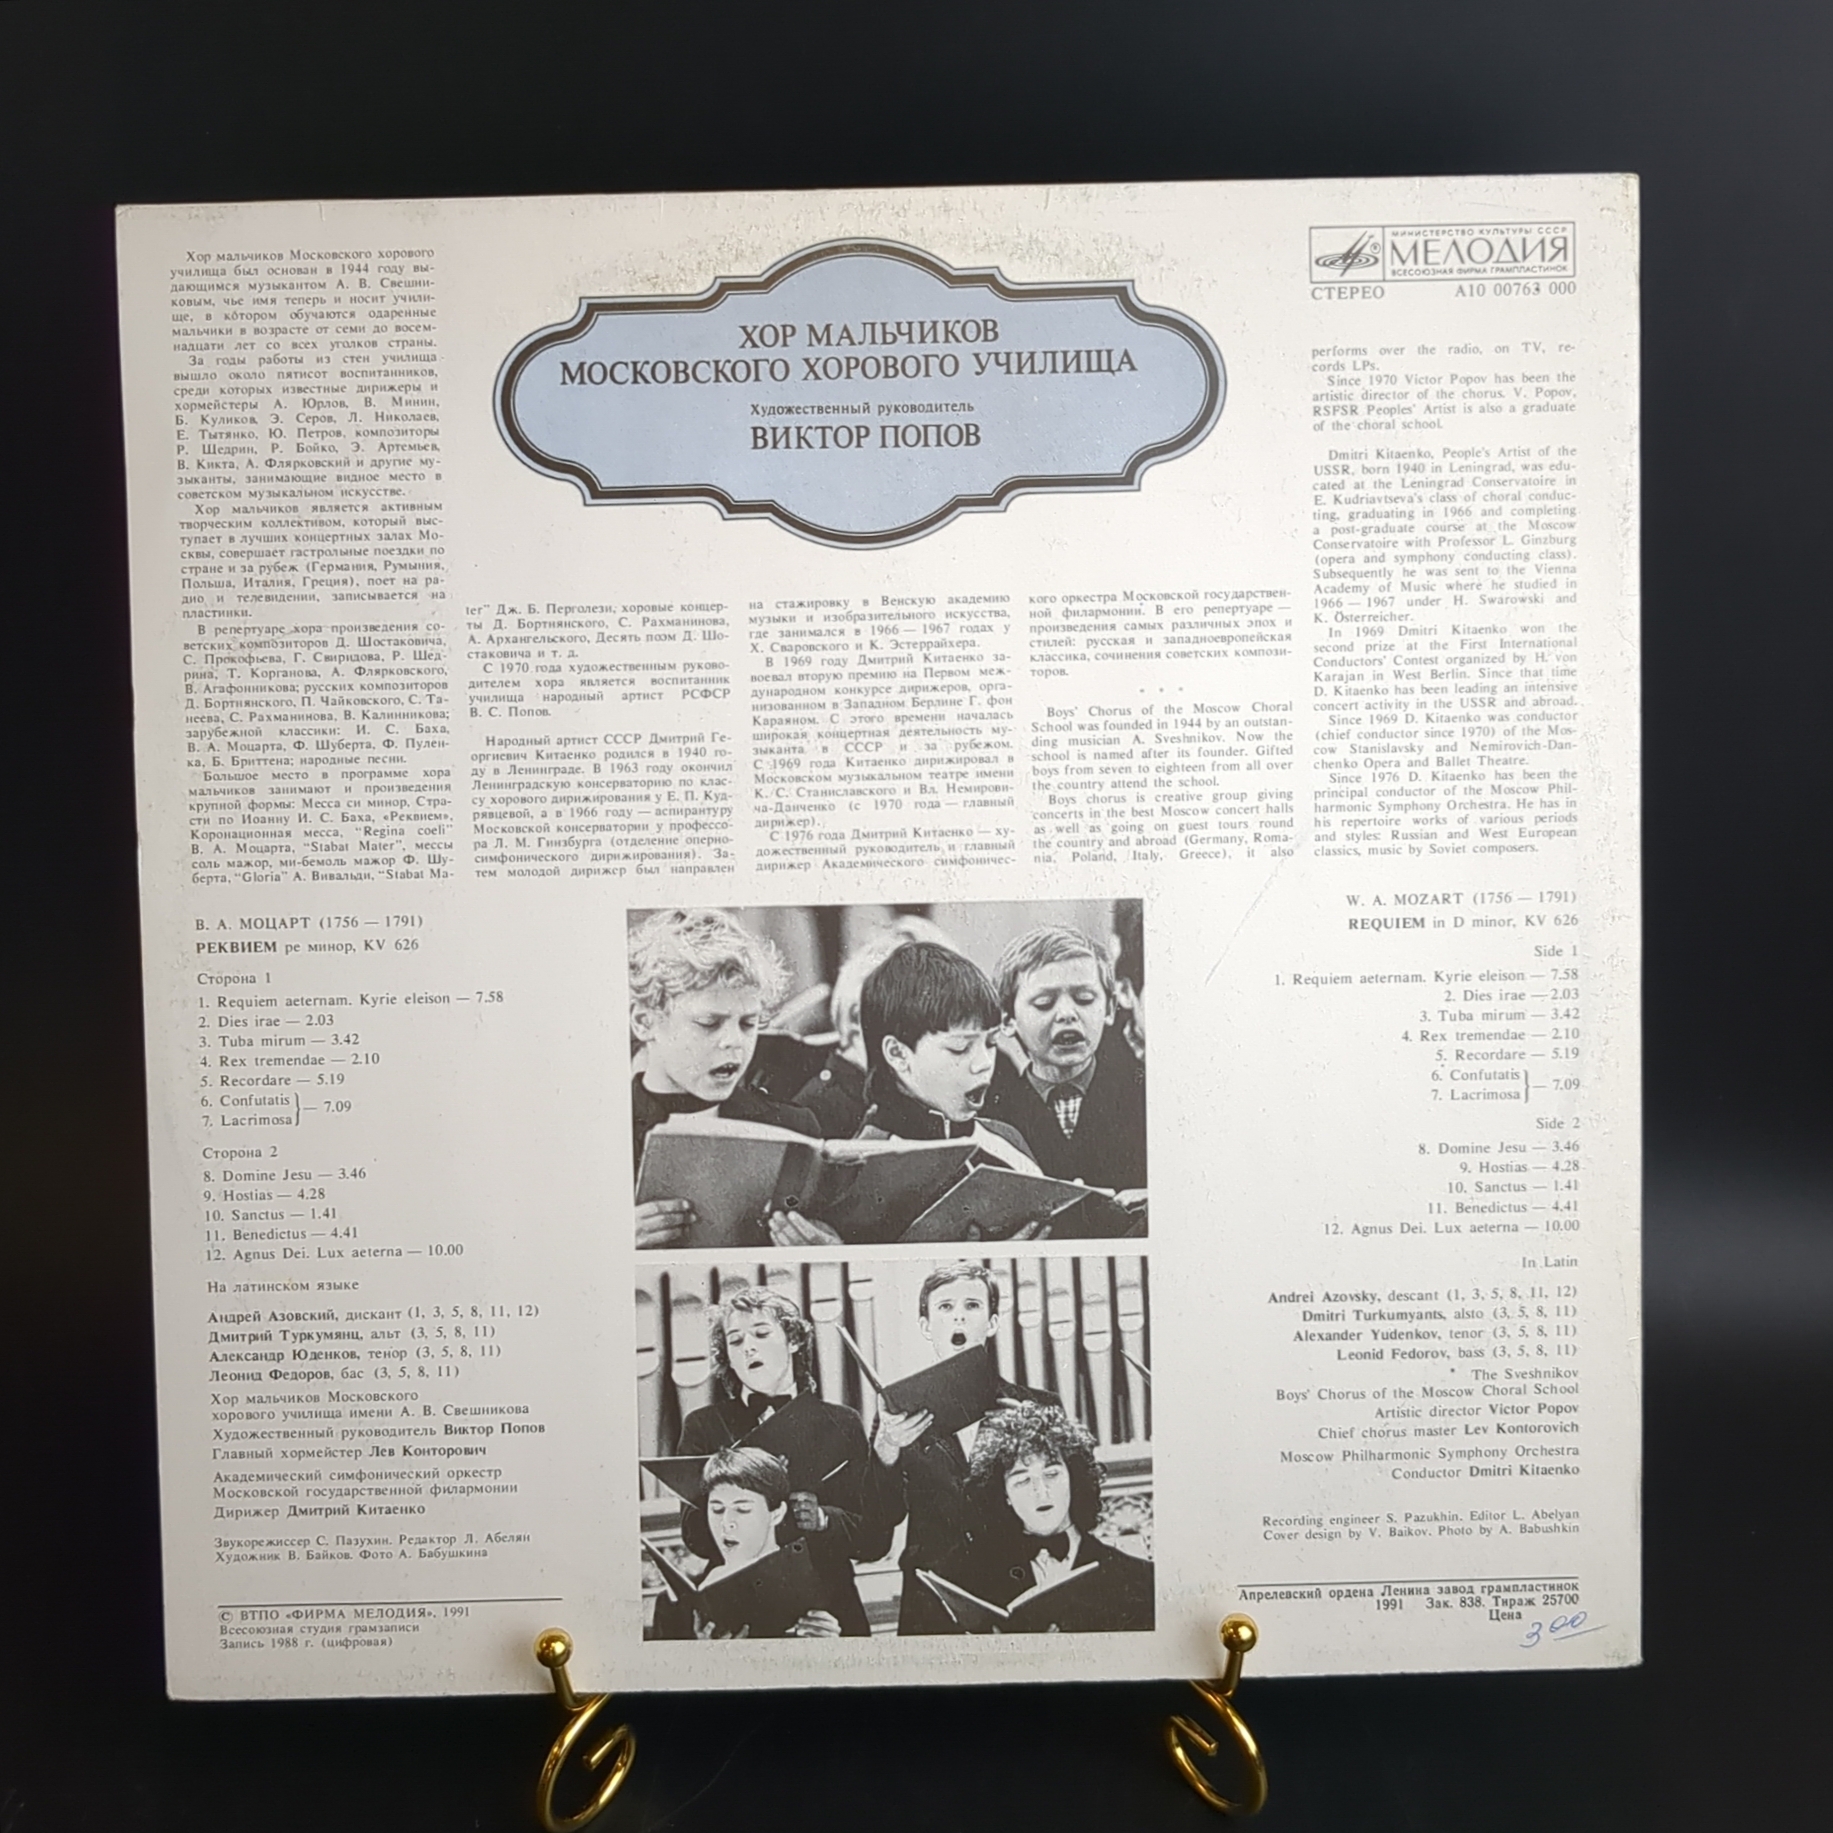 Хор мальчиков Московского хорового
училища был основан в 1944 году вы-
дающимся музыкантом А. В. Свешни-
ковым, чье имя теперь и носит учили-
ще, в котором обучаются одаренные
мальчики в возрасте от семи до восем-
надцати лет со всех уголков страны.
За годы работы из стен училища
вышло около пятисот воспитанников,
среди которых известные дирижеры и
хормейстеры А. Юрлов, В. Минин,
Б. Куликов, Э. Серов, Л. Николаев,
Е. Тытянко, Ю. Петров, композиторы
Р. Щедрин, Р. Бойко, Э. Артемьев,
В. Кикта, А. Флярковский и другие му-
зыканты, занимающие видное место в
советском музыкальном искусстве.
Хор мальчиков является активным
творческим коллективом, который выс-
тупает в лучших концертных залах Мо-
сквы, совершает гастрольные поездки по
стране и за рубеж (Германия, Румыния,
Польша, Италия, Греция), поет на ра-
дио и телевидении, записывается на
пластинки.
В репертуаре хора произведения со-
ветских композиторов Д. Шостаковича,
С. Прокофьева, Г. Свиридова, Р. Щед-
рина, Т. Корганова, А. Флярковского,
В. Агафонникова; русских композиторов
Д. Бортнянского, П. Чайковского, С. Та-
неева, С. Рахманинова, В. Калинникова;
зарубежной классики: И. С. Баха,
В. А. Моцарта, Ф. Шуберта, Ф. Пулен-
ка, Б. Бриттена; народные песни.
Большое место в программе хора
мальчиков занимают и произведения
крупной формы: Месса си минор, Стра-
сти по Иоанну И. С. Баха, «Реквием»,
Коронационная месса, "Regina coeli"
В. А. Моцарта, "Stabat Mater", мессы
соль мажор, ми-бемоль мажор Ф. Шу-
берта, "Gloria" А. Вивальди, "Stabat Ma-
ХОР МАЛЬЧИКОВ
МОСКОВСКОГО ХОРОВОГО УЧИЛИЩА
Художественный руководитель
ВИКТОР ПОПОВ
ter" Дж. Б. Перголези, хоровые концер-
ты Д. Бортнянского, С. Рахманинова,
А. Архангельского, Десять поэм Д. Шо-
стаковича и т. д.
С 1970 года художественным руково-
дителем хора является воспитанник
училища народный артист РСФСР
В. С. Попов.
Народный артист СССР Дмитрий Ге-
оргиевич Китаенко родился в 1940 го-
ду в Ленинграде. В 1963 году окончил
Ленинградскую консерваторию по клас-
су хорового дирижирования у Е. П. Куд-
рявцевой, а в 1966 году — аспирантуру
Московской консерватории у профессо-
ра Л. М. Гинзбурга (отделение оперно-
симфонического дирижирования). За-
тем молодой дирижер был направлен
на стажировку в Венскую академию
музыки и изобразительного искусства,
где занимался в 1966 — 1967 годах у
Х. Сваровского и К. Эстеррайхера.
В 1969 году Дмитрий Китаенко за-
воевал вторую премию на Первом меж-
дународном конкурсе дирижеров, орга-
низованном в Западном Берлине Г. фон
Караяном. С этого времени началась
широкая концертная деятельность му-
зыканта в СССР и за рубежом.
С 1969 года Китаенко дирижировал в
Московском музыкальном театре имени
К. С. Станиславского и Вл. Немирови-
ча-Данченко (с 1970 года — главный
дирижер).
С 1976 года Дмитрий Китаенко — ху-
дожественный руководитель и главный
дирижер Академического симфоничес-
кого оркестра Московской государствен-
ной филармонии. В его репертуаре —
произведения самых различных эпох и
стилей: русская и западноевропейская
классика, сочинения советских компози-
торов.
* * *
Boys' Chorus of the Moscow Choral
School was founded in 1944 by an outstan-
ding musician A. Sveshnikov. Now the
school is named after its founder. Gifted
boys from seven to eighteen from all over
the country attend the school.
Boys chorus is creative group giving
concerts in the best Moscow concert halls
as well as going on guest tours round
the country and abroad (Germany, Roma-
nia, Poland, Italy, Greece), it also
МИНИСТЕРСТВО КУЛЬТУРЫ СССР
® МЕЛОДИЯ
ВСЕСОЮЗНАЯ ФИРМА ГРАМПЛАСТИНОК
СТЕРЕО A10 00763 000
performs over the radio, on TV, re-
cords LPs.
Since 1970 Victor Popov has been the
artistic director of the chorus. V. Popov,
RSFSR Peoples' Artist is also a graduate
of the choral school.
Dmitri Kitaenko, People's Artist of the
USSR, born 1940 in Leningrad, was edu-
cated at the Leningrad Conservatoire in
E. Kudriavtseva's class of choral conduc-
ting, graduating in 1966 and completing
a post-graduate course at the Moscow
Conservatoire with Professor L. Ginzburg
(opera and symphony conducting class).
Subsequently he was sent to the Vienna
Academy of Music where he studied in
1966 — 1967 under H. Swarowski and
K. Österreicher.
In 1969 Dmitri Kitaenko won the
second prize at the First International
Conductors' Contest organized by H. von
Karajan in West Berlin. Since that time
D. Kitaenko has been leading an intensive
concert activity in the USSR and abroad.
Since 1969 D. Kitaenko was conductor
(chief conductor since 1970) of the Mos-
cow Stanislavsky and Nemirovich-Dan-
chenko Opera and Ballet Theatre.
Since 1976 D. Kitaenko has been the
principal conductor of the Moscow Phil-
harmonic Symphony Orchestra. He has in
his repertoire works of various periods
and styles: Russian and West European
classics, music by Soviet composers.
В. А. МОЦАРТ (1756 — 1791)
РЕКВИЕМ ре минор, KV 626
Сторона 1
1. Requiem aeternam. Kyrie eleison — 7.58
2. Dies irae — 2.03
3. Tuba mirum — 3.42
4. Rex tremendae — 2.10
5. Recordare — 5.19
6. Confutatis
7. Lacrimosa } — 7.09
Сторона 2
8. Domine Jesu — 3.46
9. Hostias — 4.28
10. Sanctus — 1.41
11. Benedictus — 4.41
12. Agnus Dei. Lux aeterna — 10.00
На латинском языке
Андрей Азовский, дискант (1, 3, 5, 8, 11, 12)
Дмитрий Туркумянц, альт (3, 5, 8, 11)
Александр Юденков, тенор (3, 5, 8, 11)
Леонид Федоров, бас (3, 5, 8, 11)
Хор мальчиков Московского
хорового училища имени А. В. Свешникова
Художественный руководитель Виктор Попов
Главный хормейстер Лев Конторович
Академический симфонический оркестр
Московской государственной филармонии
Дирижер Дмитрий Китаенко
Звукорежиссер С. Пазухин. Редактор Л. Абелян
Художник В. Байков. Фото А. Бабушкина
© ВТПО «ФИРМА МЕЛОДИЯ», 1991
Всесоюзная студия грамзаписи
Запись 1988 г. (цифровая)
W. A. MOZART (1756 — 1791)
REQUIEM in D minor, KV 626
Side 1
1. Requiem aeternam. Kyrie eleison — 7.58
2. Dies irae — 2.03
3. Tuba mirum — 3.42
4. Rex tremendae — 2.10
5. Recordare — 5.19
6. Confutatis
7. Lacrimosa } — 7.09
Side 2
8. Domine Jesu — 3.46
9. Hostias — 4.28
10. Sanctus — 1.41
11. Benedictus — 4.41
12. Agnus Dei. Lux aeterna — 10.00
In Latin
Andrei Azovsky, descant (1, 3, 5, 8, 11, 12)
Dmitri Turkumyants, alsto (3, 5, 8, 11)
Alexander Yudenkov, tenor (3, 5, 8, 11)
Leonid Fedorov, bass (3, 5, 8, 11)
The Sveshnikov
Boys' Chorus of the Moscow Choral School
Artistic director Victor Popov
Chief chorus master Lev Kontorovich
Moscow Philharmonic Symphony Orchestra
Conductor Dmitri Kitaenko
Recording engineer S. Pazukhin. Editor L. Abelyan
Cover design by V. Baikov. Photo by A. Babushkin
Апрелевский ордена Ленина завод грампластинок
1991 Зак. 838. Тираж 25700
Цена
300